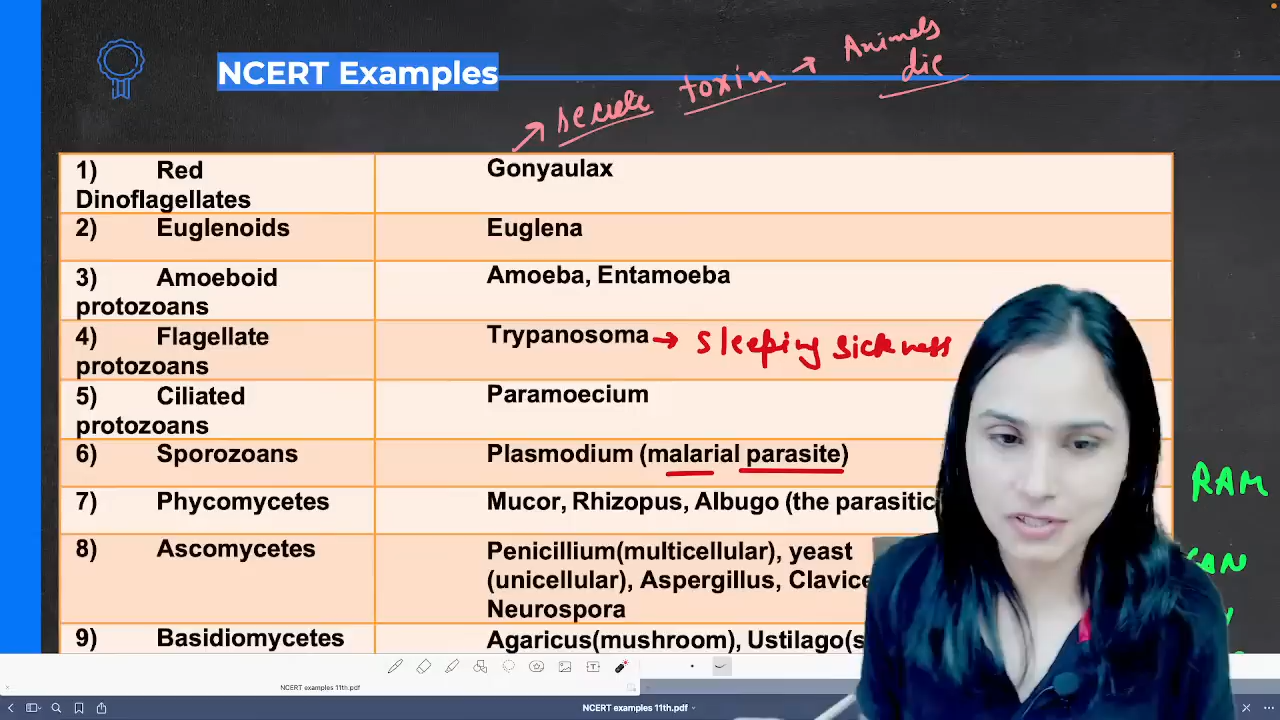 NCERT Examples
secrete toxin → Animals
die
1) Red
Dinoflagellates
Gonyaulax
2) Euglenoids
Euglena
3) Amoeboid
protozoans
Amoeba, Entamoeba
4) Flagellate
protozoans
Trypanosoma → Sleeping Sickness
5) Ciliated
protozoans
Paramoecium
6) Sporozoans
Plasmodium (malarial parasite)
7) Phycomycetes
Mucor, Rhizopus, Albugo (the parasitic
RAM
8) Ascomycetes
Penicillium(multicellular), yeast
(unicellular), Aspergillus,
Neurospora
9) Basidiomycetes
Agaricus(mushroom),
NCERT examples 11th.pdf
NCERT examples 11th.pdf